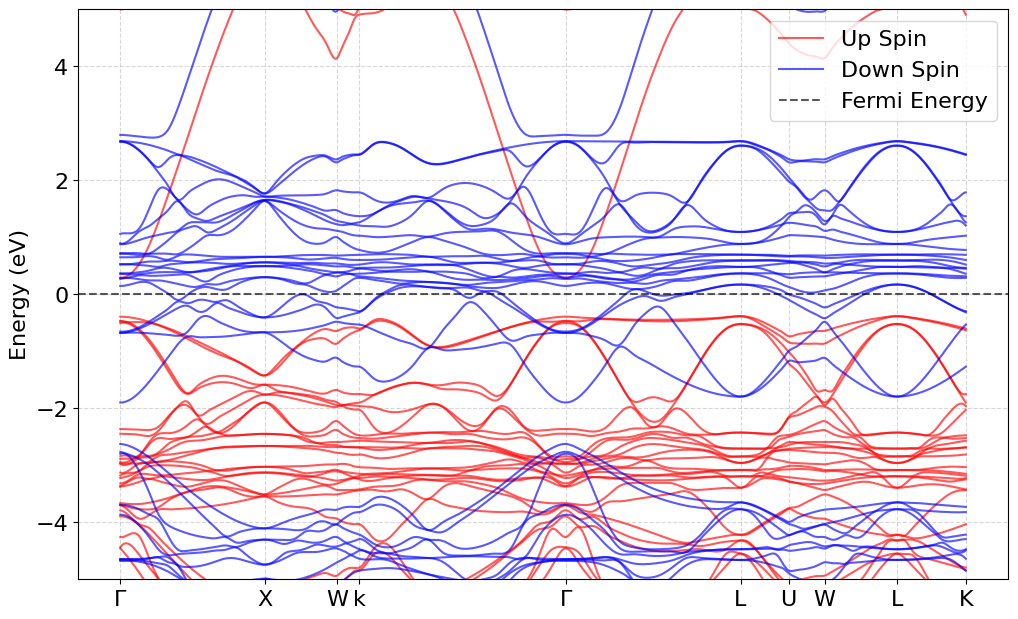 Up Spin
Down Spin
Fermi Energy
Energy (eV)
4
2
0
−2
−4
Γ X W k Γ L U W L K